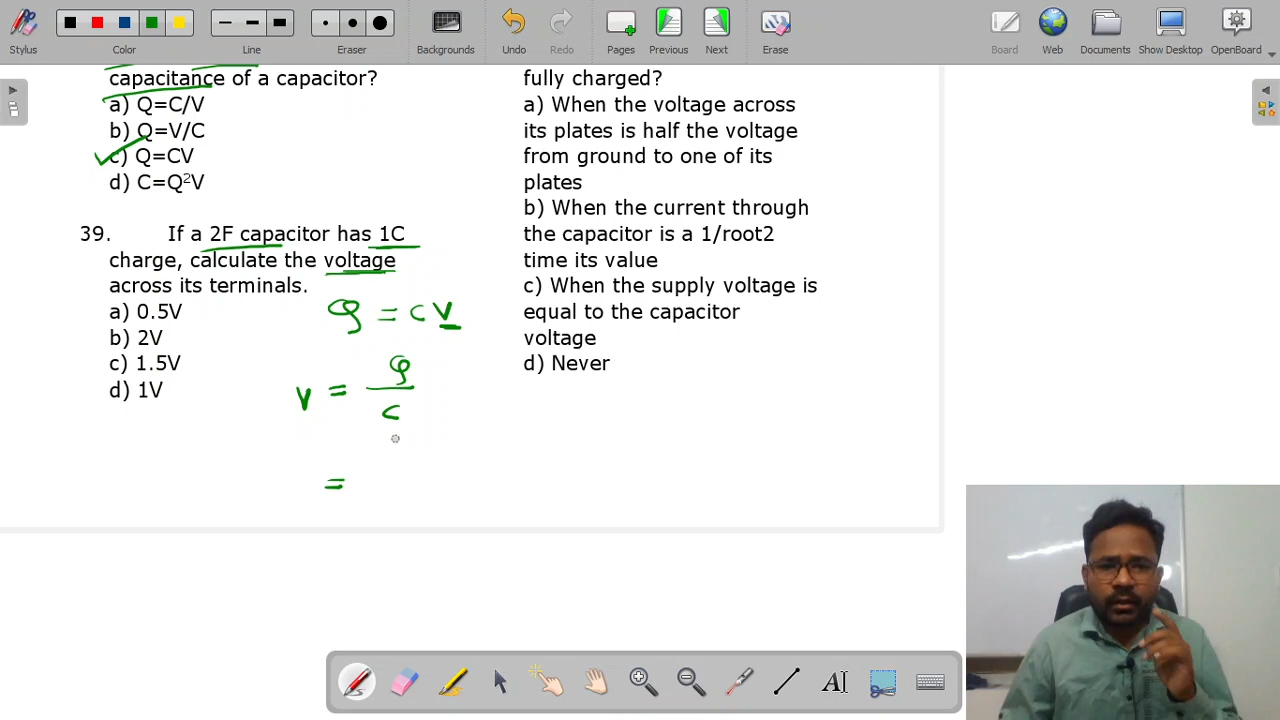 Stylus
Color
Line
Eraser
Backgrounds
Undo
Redo
Pages
Previous
Next
Erase
Board
Web
Documents
Show Desktop
OpenBoard
capacitance of a capacitor?
a) Q=C/V
b) Q=V/C
c) Q=CV
d) C=Q²V
39. If a 2F capacitor has 1C
charge, calculate the voltage
across its terminals.
a) 0.5V
b) 2V
c) 1.5V
d) 1V
Q = CV
V = Q
C
=
fully charged?
a) When the voltage across
its plates is half the voltage
from ground to one of its
plates
b) When the current through
the capacitor is a 1/root2
time its value
c) When the supply voltage is
equal to the capacitor
voltage
d) Never